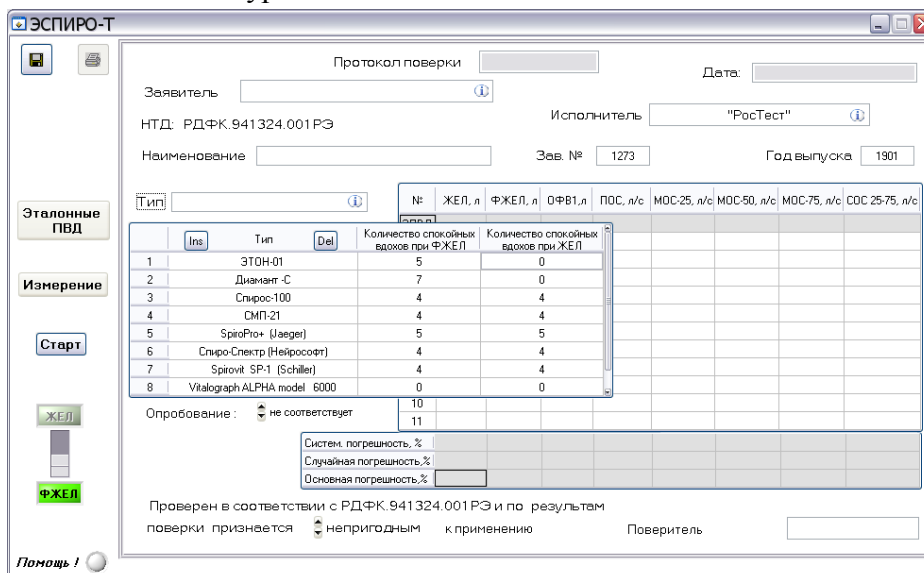 ЭСПИРО-Т
Протокол поверки
Дата:
Заявитель
НТД: РДФК.941324.001РЭ
Исполнитель "РосТест"
Наименование Зав. № 1273 Год выпуска 1901
Тип
№ ЖЕЛ, л ФЖЕЛ, л ОФВ1,л ПОС, л/с МОС-25, л/с МОС-50, л/с МОС-75, л/с СОС 25-75, л/с
Эталонные
ПВД
Ins Тип Del Количество спокойных вдохов при ФЖЕЛ Количество спокойных вдохов при ЖЕЛ
1 ЭТОН-01 5 0
2 Диамант -С 7 0
3 Спирос-100 4 4
4 СМП-21 4 4
5 SpiroPro+ (Jaeger) 5 5
6 Спиро-Спектр (Нейрософт) 4 4
7 Spirovit SP-1 (Schiller) 4 4
8 Vitalograph ALPHA model 6000 0 0
Измерение
Старт
10
11
Опробование : не соответствует
ЖЕЛ
ФЖЕЛ
Систем. погрешность, %
Случайная погрешность,%
Основная погрешность,%
Проверен в соответствии с РДФК.941324.001РЭ и по результам
поверки признается непригодным к применению Поверитель
Помощь !